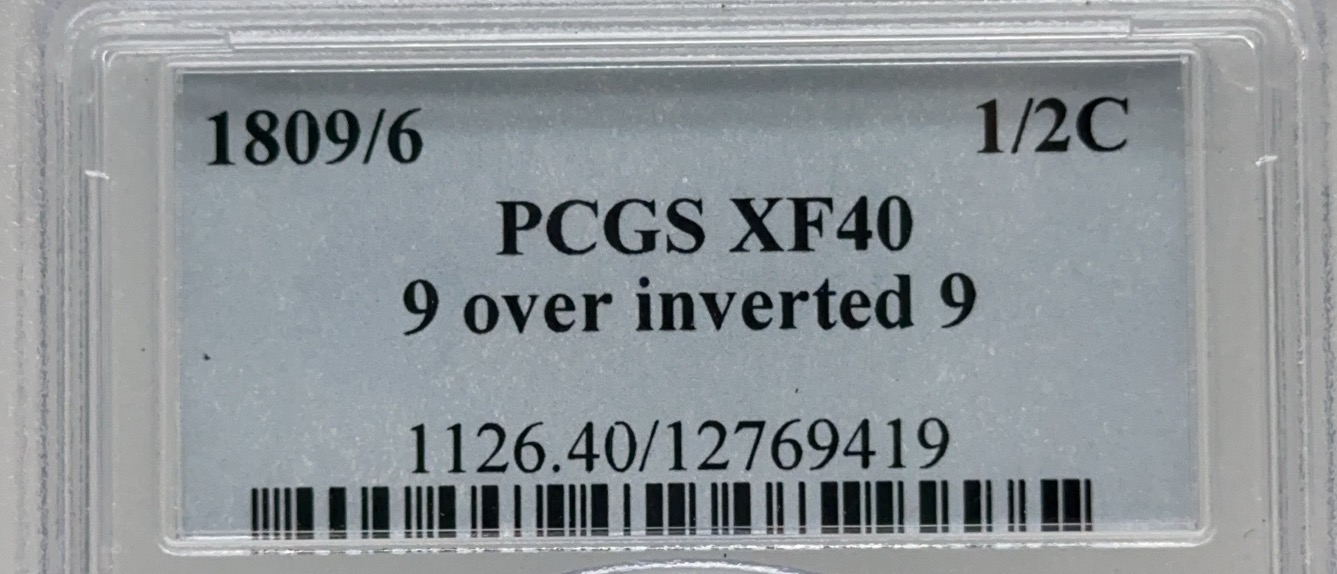 1809/6 1/2C
PCGS XF40
9 over inverted 9
1126.40/12769419